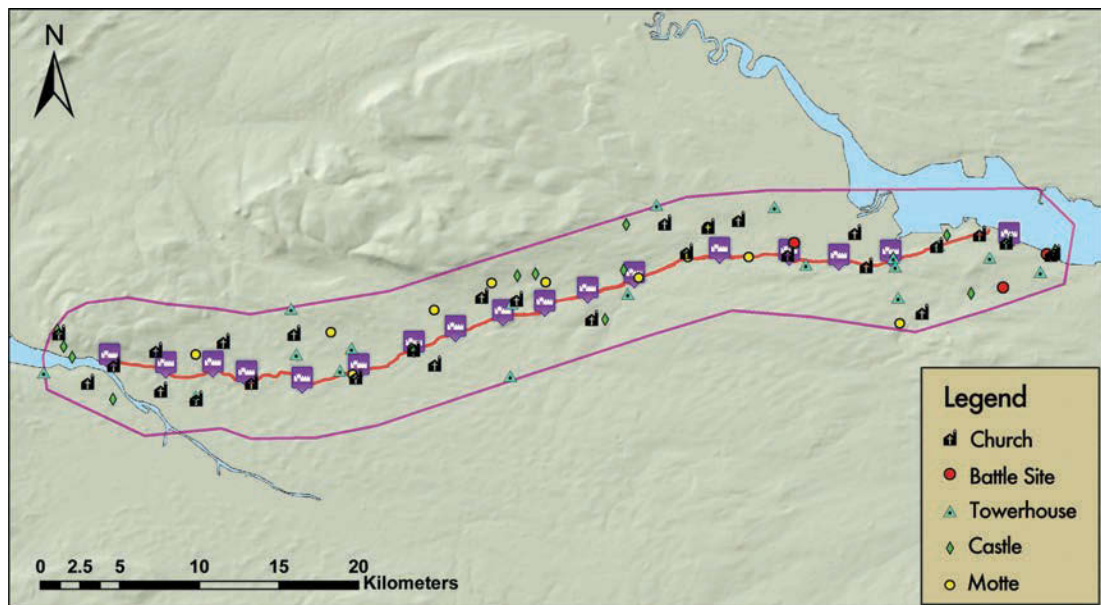 N
Legend
Church
Battle Site
Towerhouse
Castle
Motte
0 2.5 5 10 15 20
Kilometers